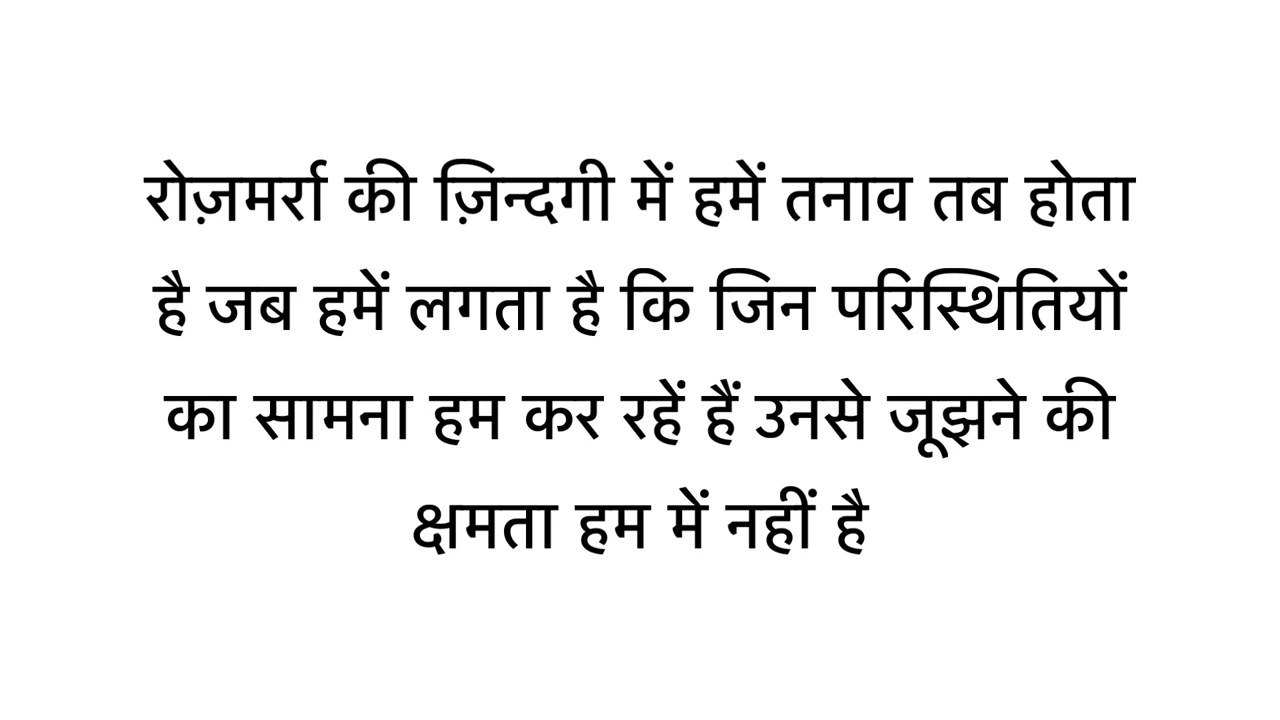 रोज़मर्रा की ज़िन्दगी में हमें तनाव तब होता
है जब हमें लगता है कि जिन परिस्थितियों
का सामना हम कर रहें हैं उनसे जूझने की
क्षमता हम में नहीं है